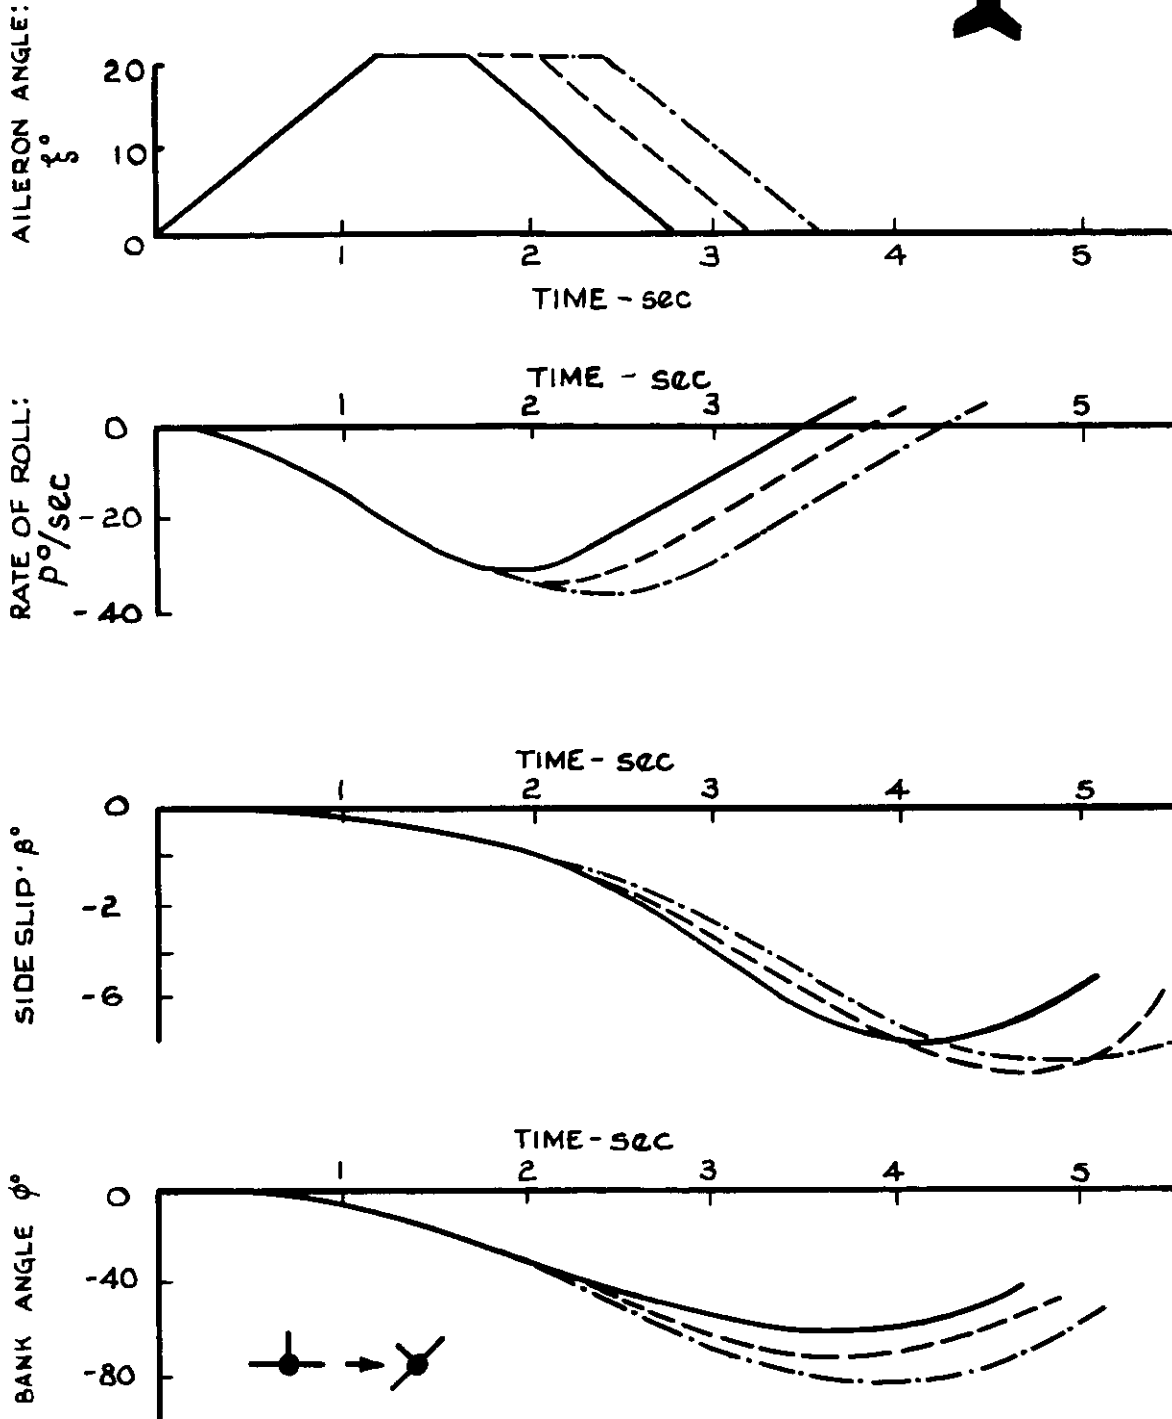 AILERON ANGLE:
ξ°
20
10
0
1 2 3 4 5
TIME - sec
TIME - sec
1 2 3 5
RATE OF ROLL:
p°/sec
0
-20
-40
TIME - sec
1 2 3 4 5
SIDE SLIP: β°
0
-2
-6
TIME - sec
1 2 3 4 5
BANK ANGLE φ°
0
-40
-80